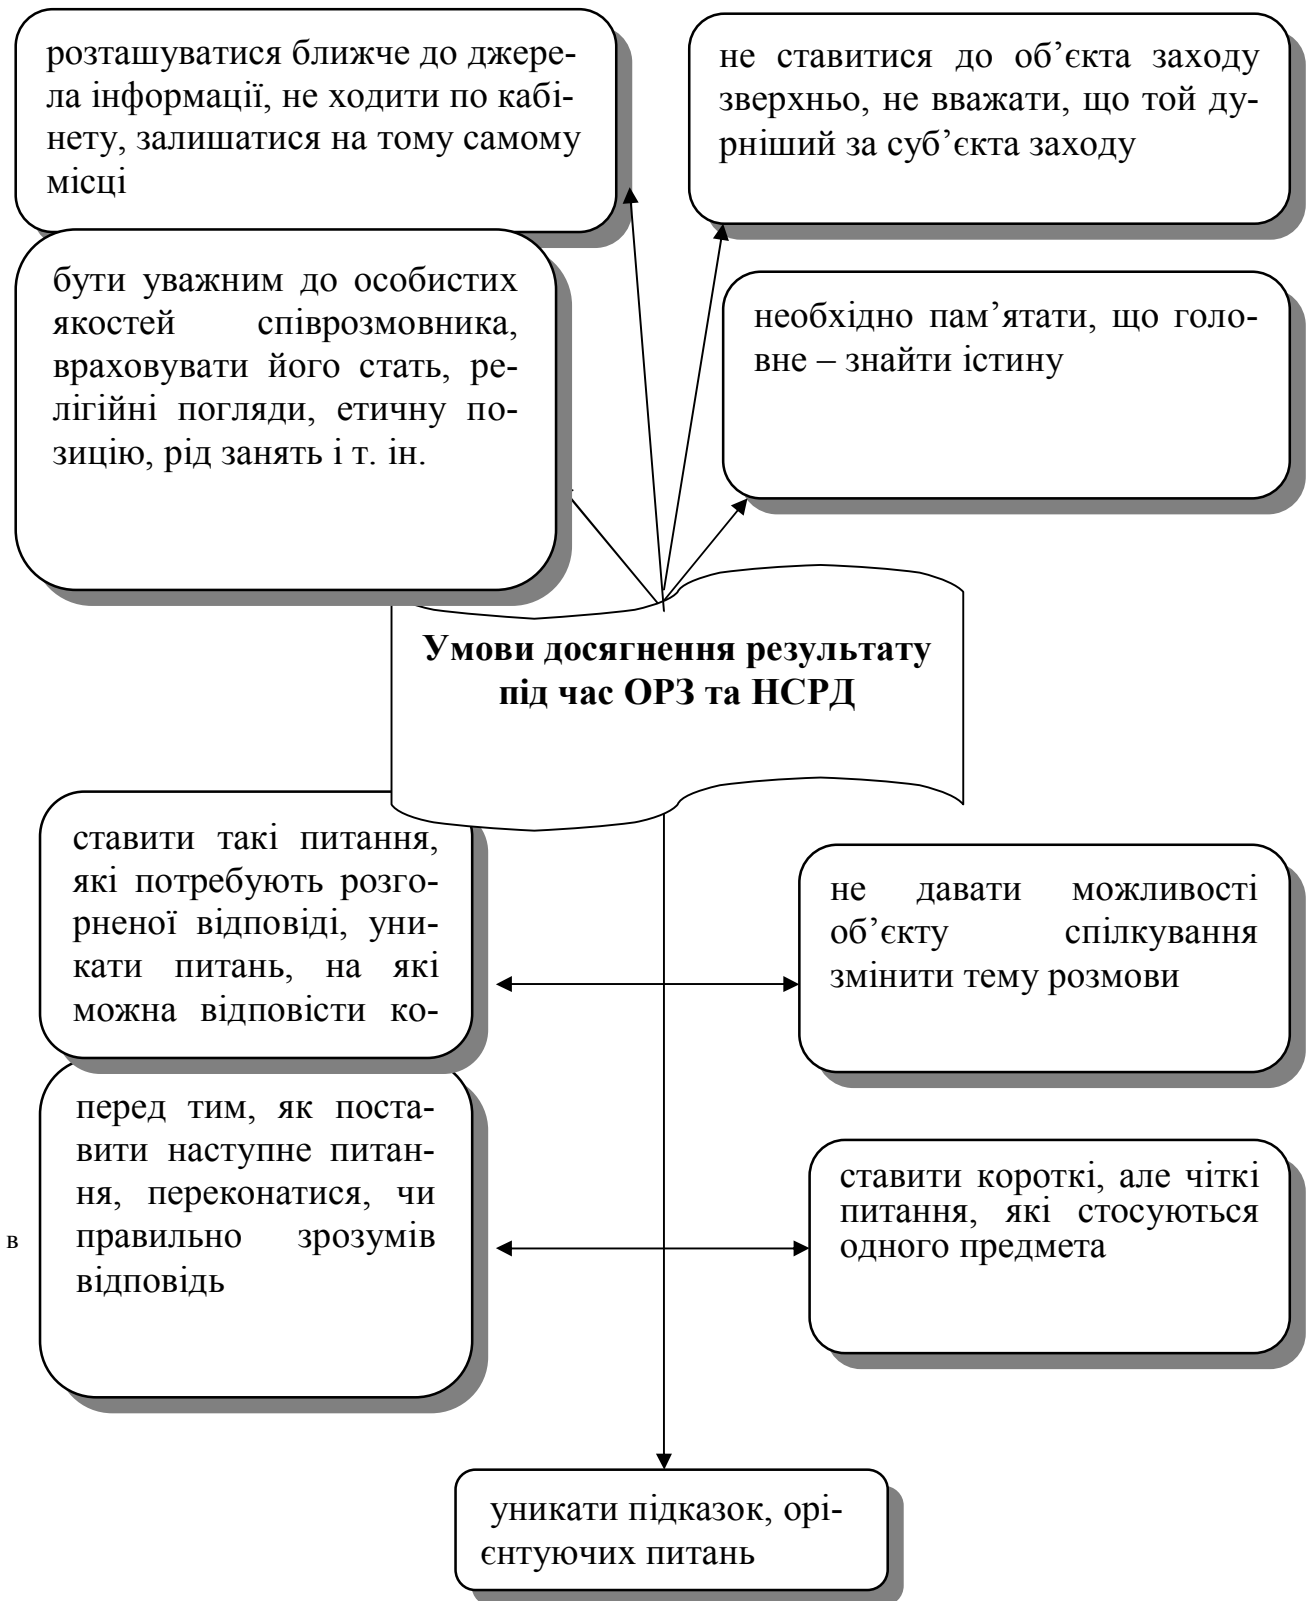 розташуватися ближче до джере-
ла інформації, не ходити по кабі-
нету, залишатися на тому самому
місці
не ставитися до об’єкта заходу
зверхньо, не вважати, що той ду-
рніший за суб’єкта заходу
бути уважним до особистих
якостей співрозмовника,
враховувати його стать, ре-
лігійні погляди, етичну по-
зицію, рід занять і т. ін.
необхідно пам’ятати, що голо-
вне – знайти істину
Умови досягнення результату
під час ОРЗ та НСРД
ставити такі питання,
які потребують розго-
рненої відповіді, уни-
кати питань, на які
можна відповісти ко-
не давати можливості
об’єкту спілкування
змінити тему розмови
перед тим, як поста-
вити наступне питан-
ня, переконатися, чи
правильно зрозумів
відповідь
в
ставити короткі, але чіткі
питання, які стосуються
одного предмета
уникати підказок, орі-
єнтуючих питань